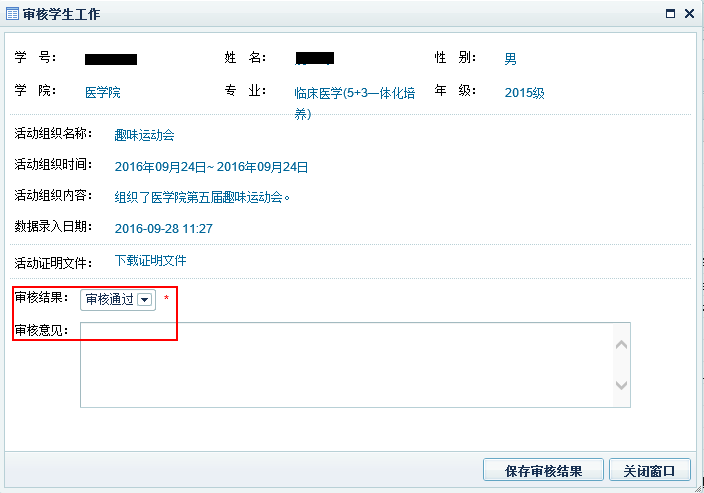 审核学生工作
学 号： 姓 名： 性 别： 男
学 院： 医学院 专 业： 临床医学(5+3一体化培养) 年 级： 2015级
活动组织名称： 趣味运动会
活动组织时间： 2016年09月24日~ 2016年09月24日
活动组织内容： 组织了医学院第五届趣味运动会。
数据录入日期： 2016-09-28 11:27
活动证明文件： 下载证明文件
审核结果： 审核通过 *
审核意见：
保存审核结果 关闭窗口